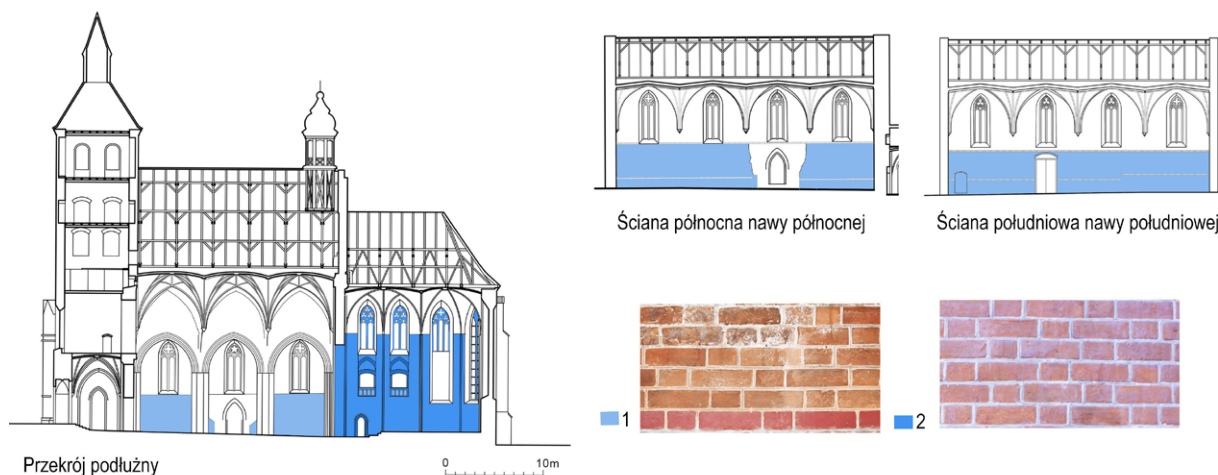 Ściana północna nawy północnej
Ściana południowa nawy południowej
1
2
Przekrój podłużny
0 10m